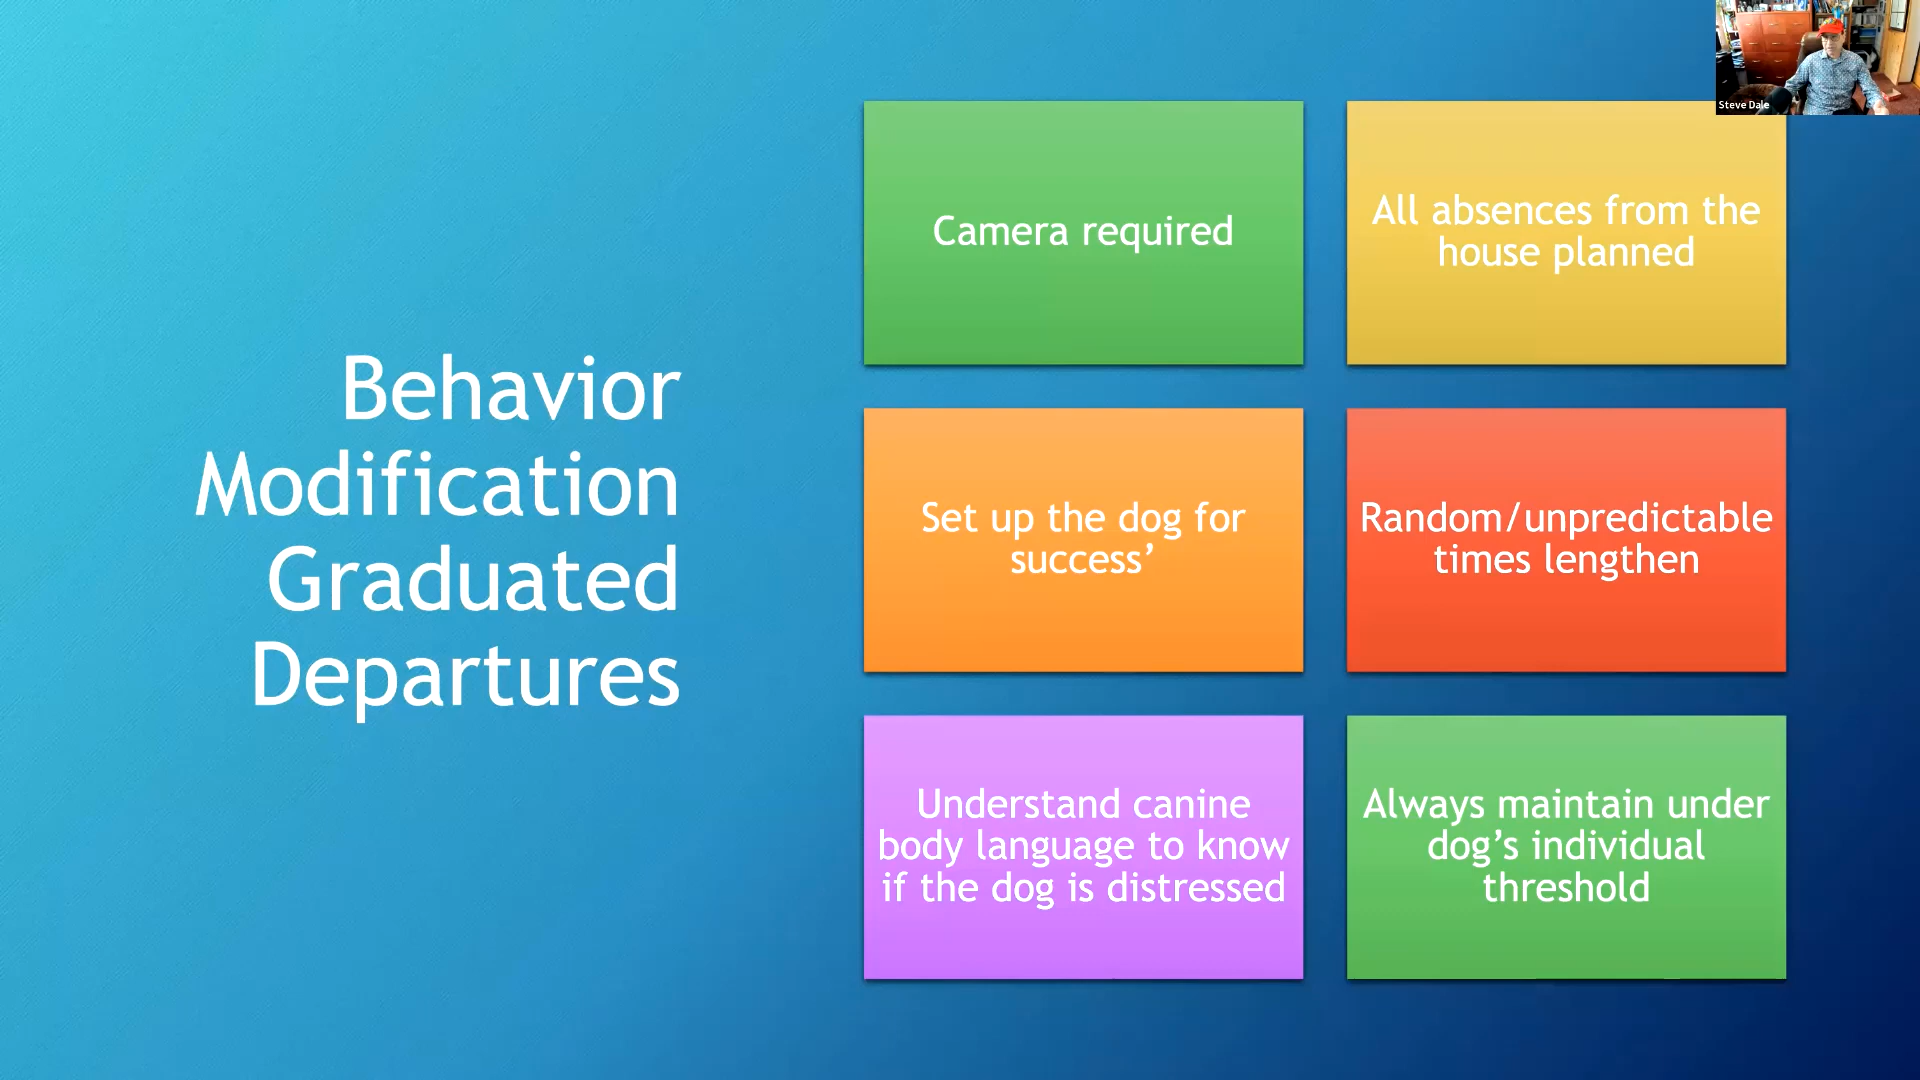 Steve Dale
Behavior
Modification
Graduated
Departures
Camera required
All absences from the
house planned
Set up the dog for
success’
Random/unpredictable
times lengthen
Understand canine
body language to know
if the dog is distressed
Always maintain under
dog’s individual
threshold